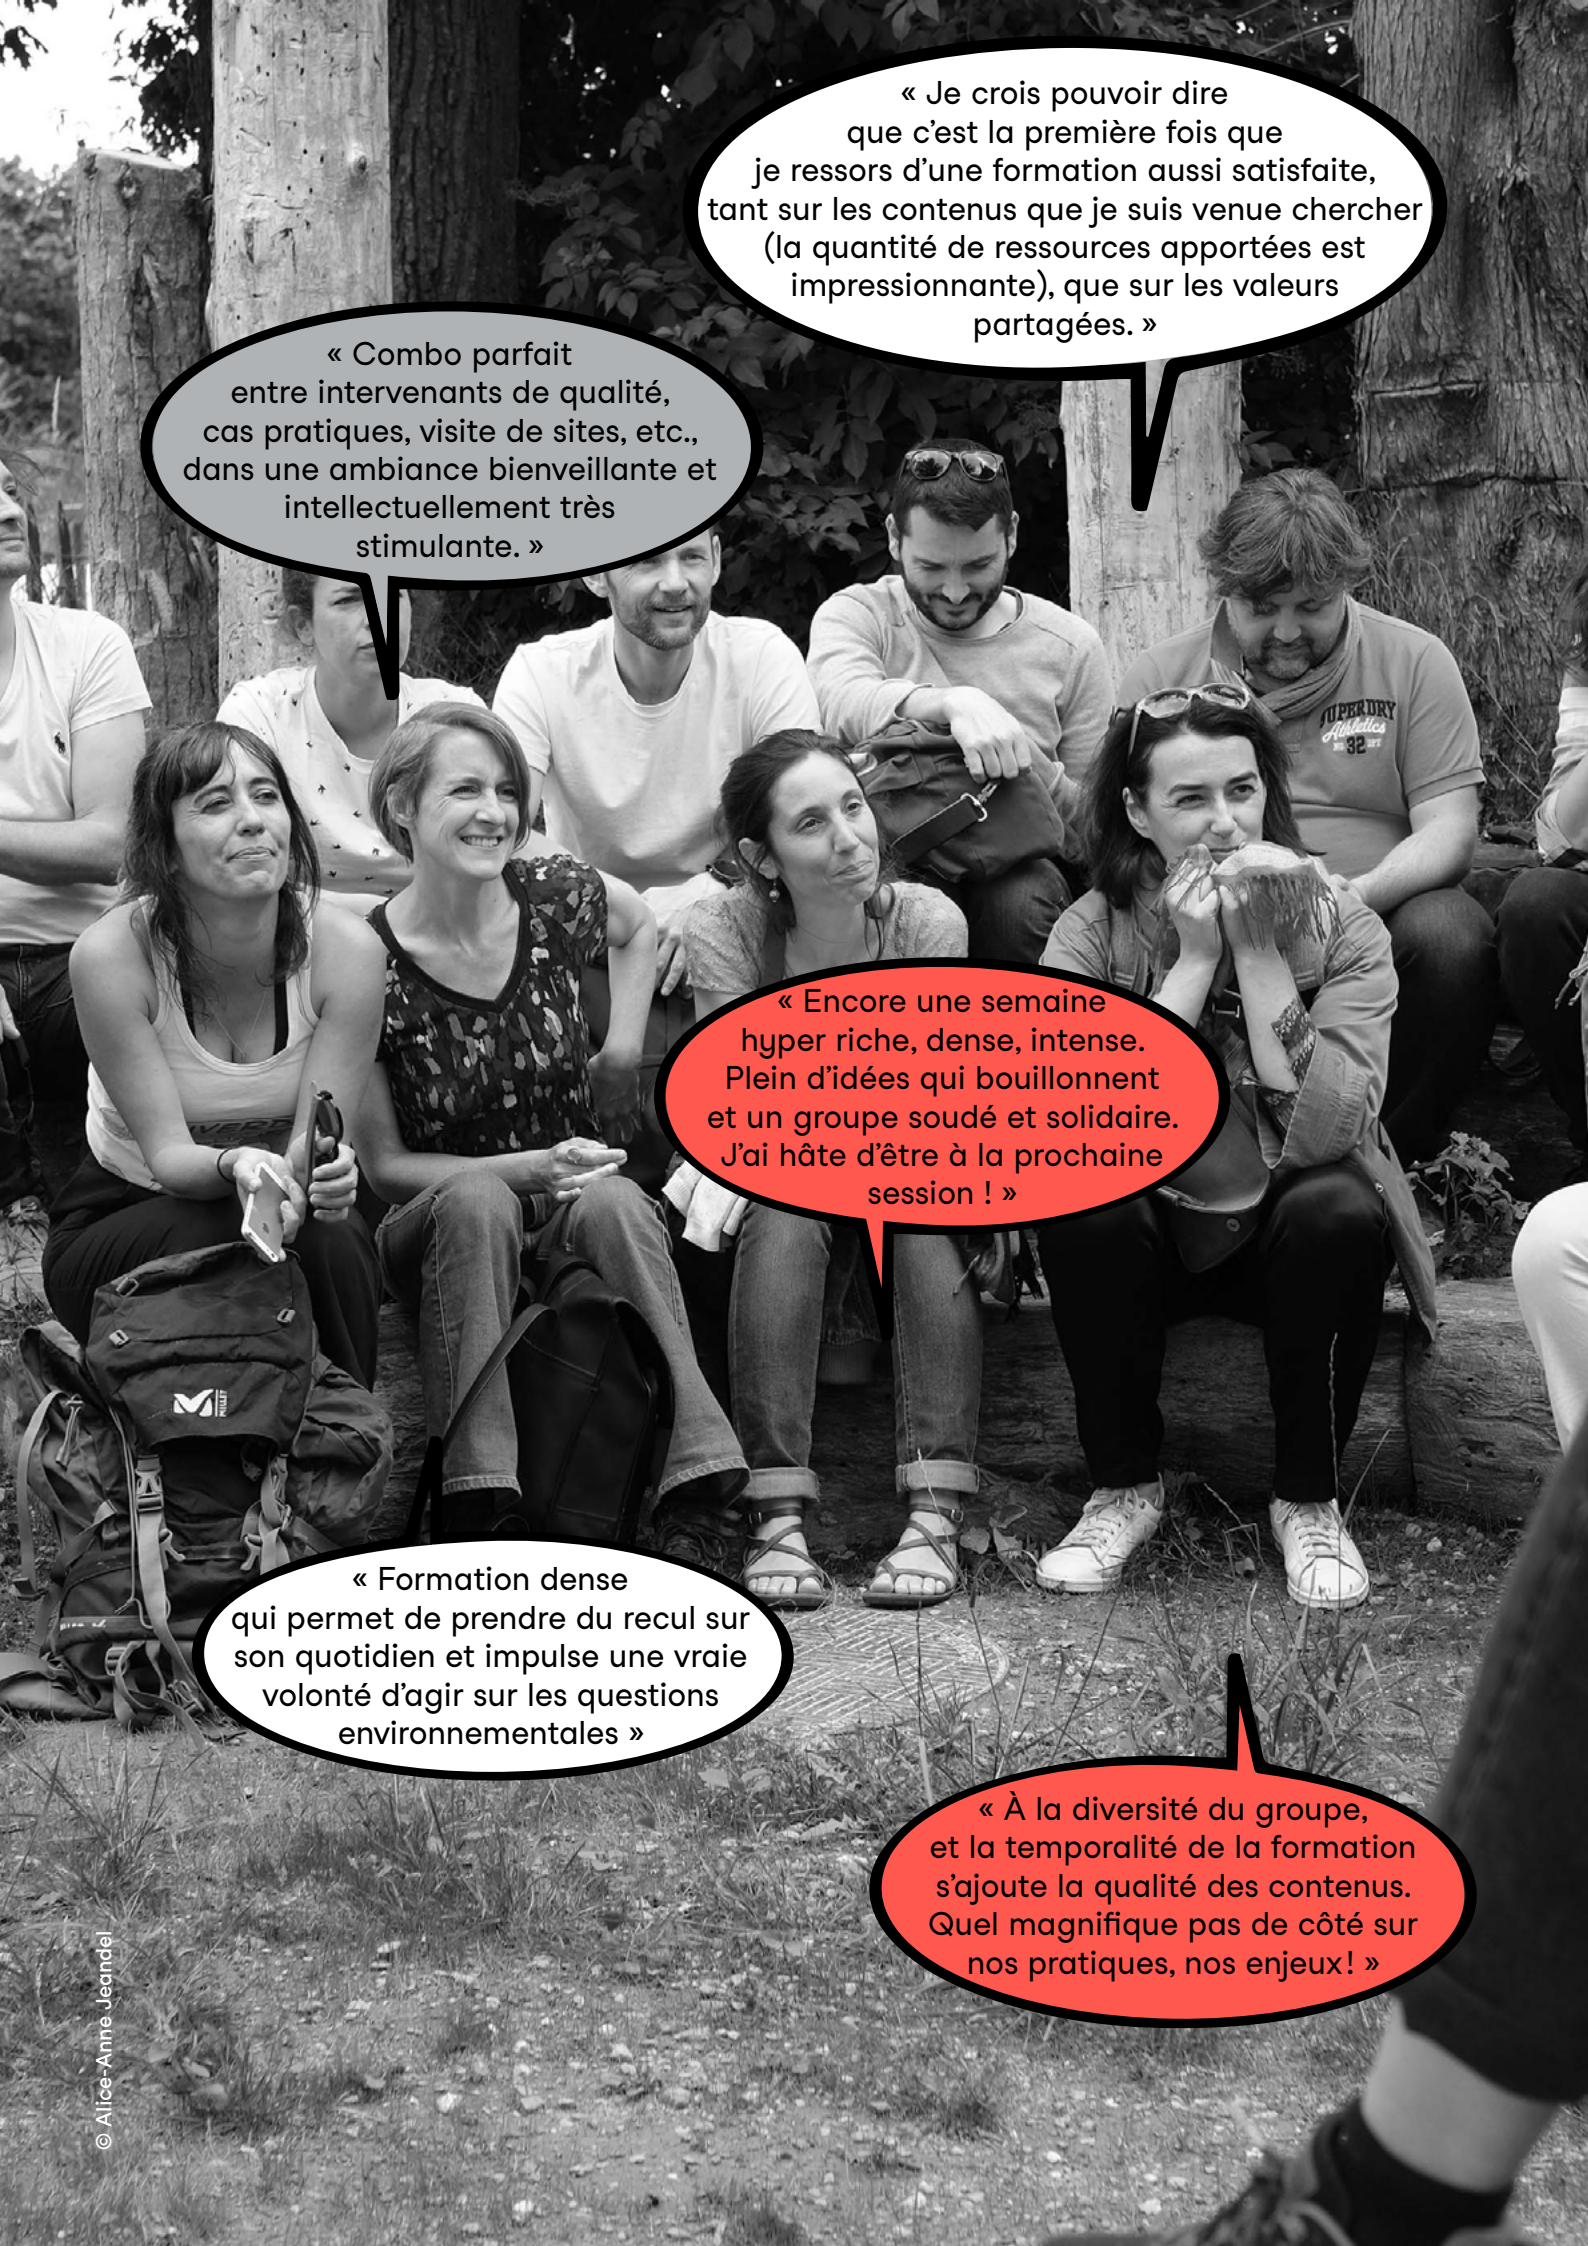 « Je crois pouvoir dire
que c’est la première fois que
je ressors d’une formation aussi satisfaite,
tant sur les contenus que je suis venue chercher
(la quantité de ressources apportées est
impressionnante), que sur les valeurs
partagées. »
« Combo parfait
entre intervenants de qualité,
cas pratiques, visite de sites, etc.,
dans une ambiance bienveillante et
intellectuellement très
stimulante. »
SUPERDRY
Athletics
NO 32 DPT
« Encore une semaine
hyper riche, dense, intense.
Plein d’idées qui bouillonnent
et un groupe soudé et solidaire.
J’ai hâte d’être à la prochaine
session ! »
MILLET
« Formation dense
qui permet de prendre du recul sur
son quotidien et impulse une vraie
volonté d’agir sur les questions
environnementales »
« À la diversité du groupe,
et la temporalité de la formation
s’ajoute la qualité des contenus.
Quel magnifique pas de côté sur
nos pratiques, nos enjeux! »
© Alice-Anne Jeandel